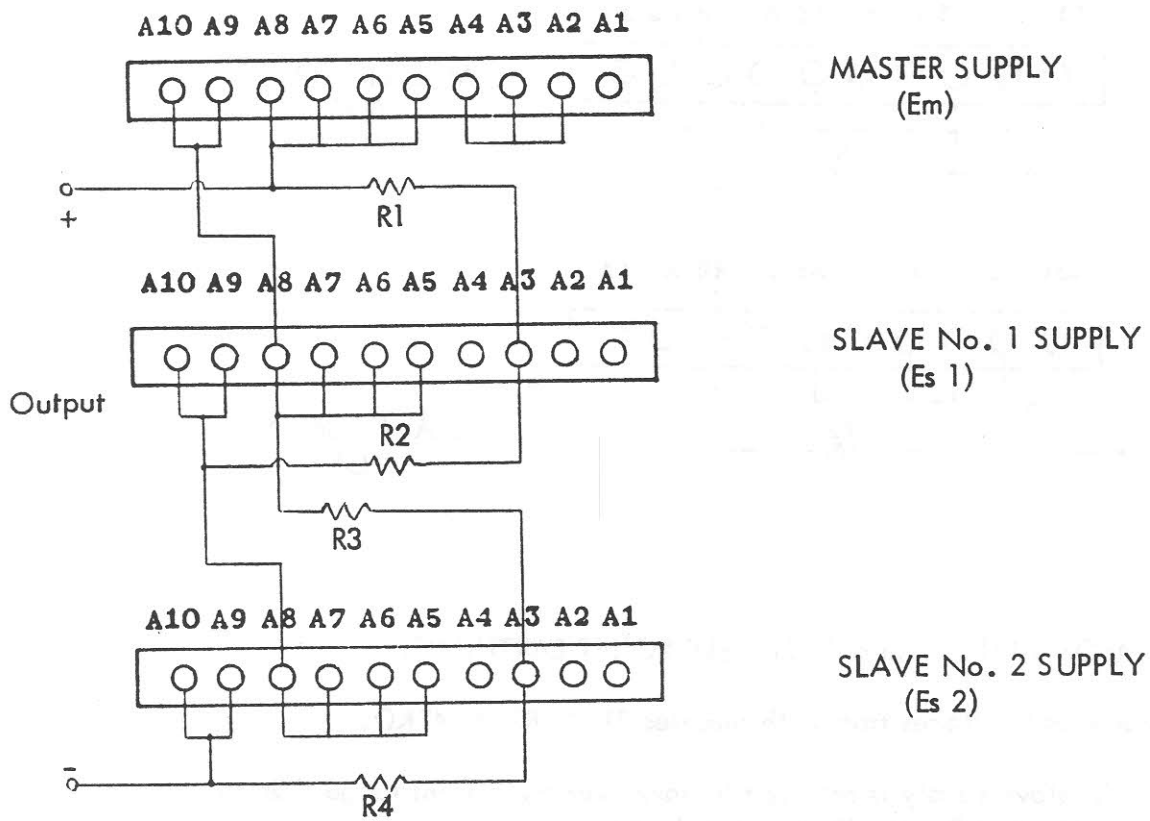 A10 A9 A8 A7 A6 A5 A4 A3 A2 A1
MASTER SUPPLY
(Em)
+
R1
A10 A9 A8 A7 A6 A5 A4 A3 A2 A1
SLAVE No. 1 SUPPLY
(Es 1)
Output
R2
R3
A10 A9 A8 A7 A6 A5 A4 A3 A2 A1
SLAVE No. 2 SUPPLY
(Es 2)
-
R4